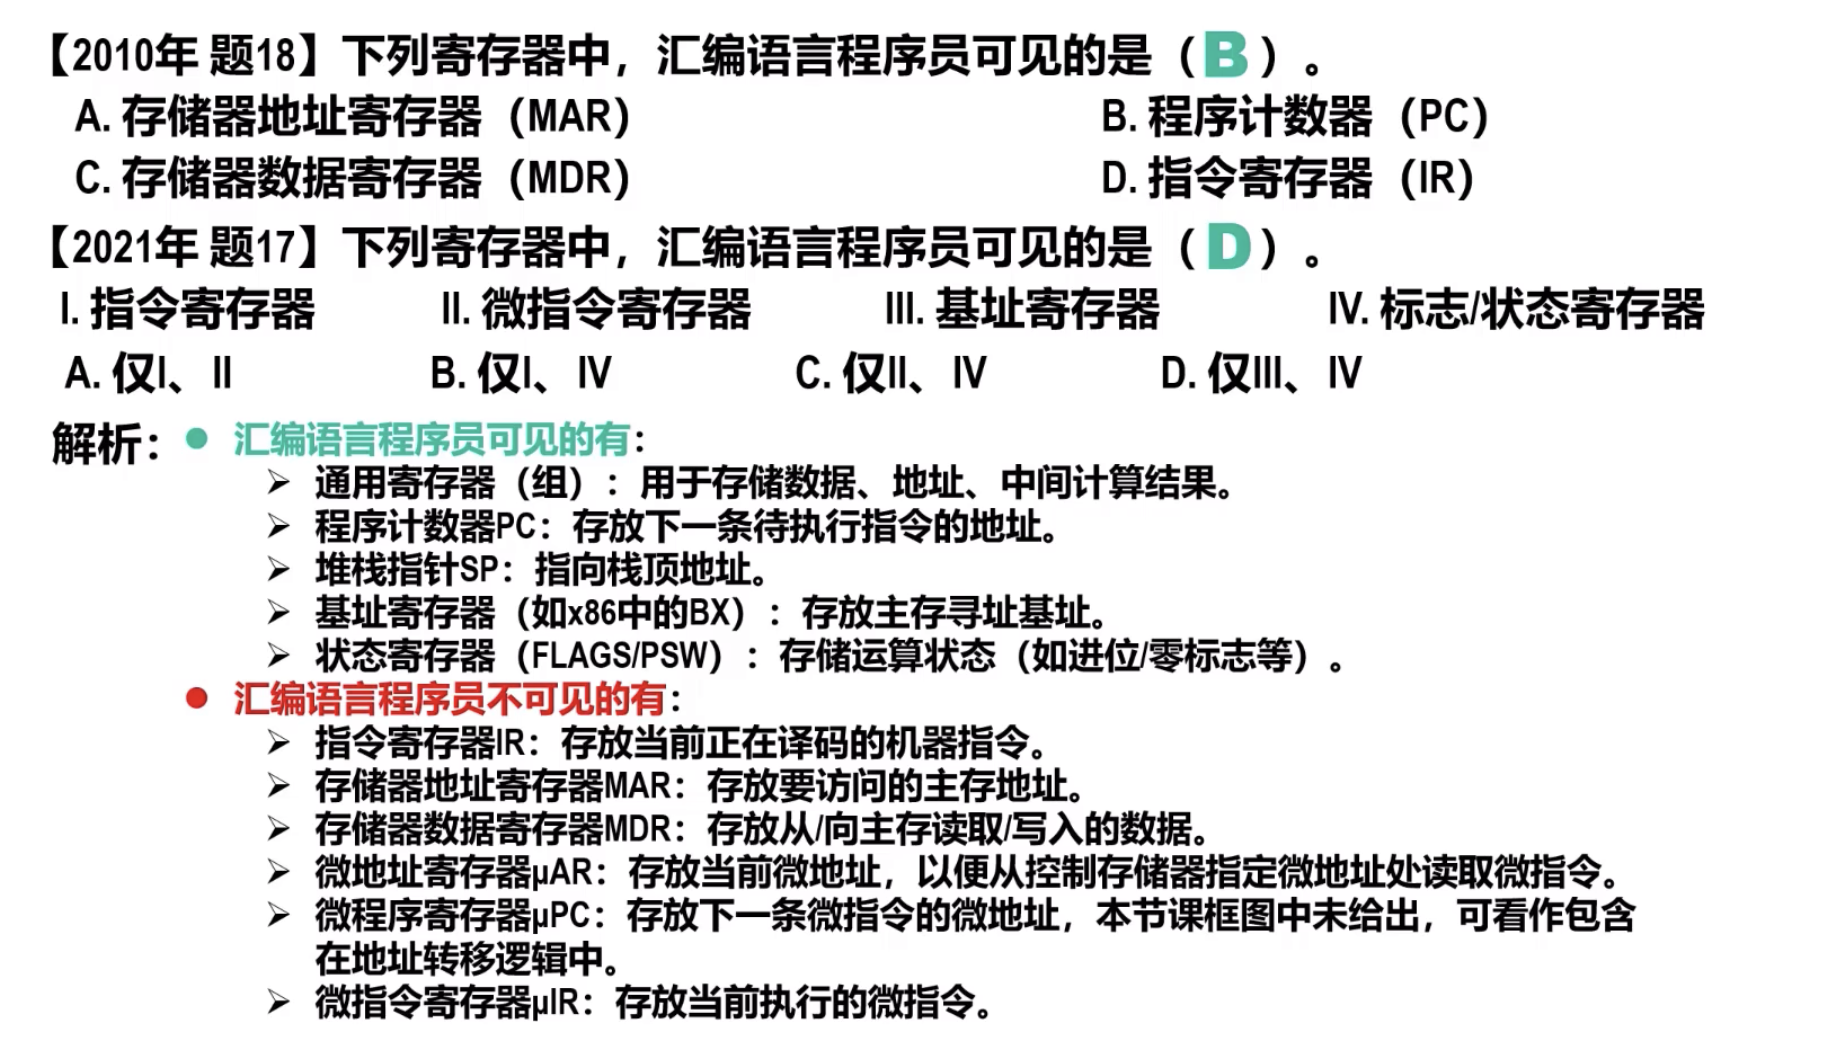 【2010年 题18】下列寄存器中，汇编语言程序员可见的是（B）。
A. 存储器地址寄存器（MAR） B. 程序计数器（PC）
C. 存储器数据寄存器（MDR） D. 指令寄存器（IR）
【2021年 题17】下列寄存器中，汇编语言程序员可见的是（D）。
I. 指令寄存器 II. 微指令寄存器 III. 基址寄存器 IV. 标志/状态寄存器
A. 仅I、II B. 仅I、IV C. 仅II、IV D. 仅III、IV
解析：● 汇编语言程序员可见的有：
➢ 通用寄存器（组）：用于存储数据、地址、中间计算结果。
➢ 程序计数器PC：存放下一条待执行指令的地址。
➢ 堆栈指针SP：指向栈顶地址。
➢ 基址寄存器（如x86中的BX）：存放主存寻址基址。
➢ 状态寄存器（FLAGS/PSW）：存储运算状态（如进位/零标志等）。
● 汇编语言程序员不可见的有：
➢ 指令寄存器IR：存放当前正在译码的机器指令。
➢ 存储器地址寄存器MAR：存放要访问的主存地址。
➢ 存储器数据寄存器MDR：存放从/向主存读取/写入的数据。
➢ 微地址寄存器μAR：存放当前微地址，以便从控制存储器指定微地址处读取微指令。
➢ 微程序寄存器μPC：存放下一条微指令的微地址，本节课框图中未给出，可看作包含
在地址转移逻辑中。
➢ 微指令寄存器μIR：存放当前执行的微指令。